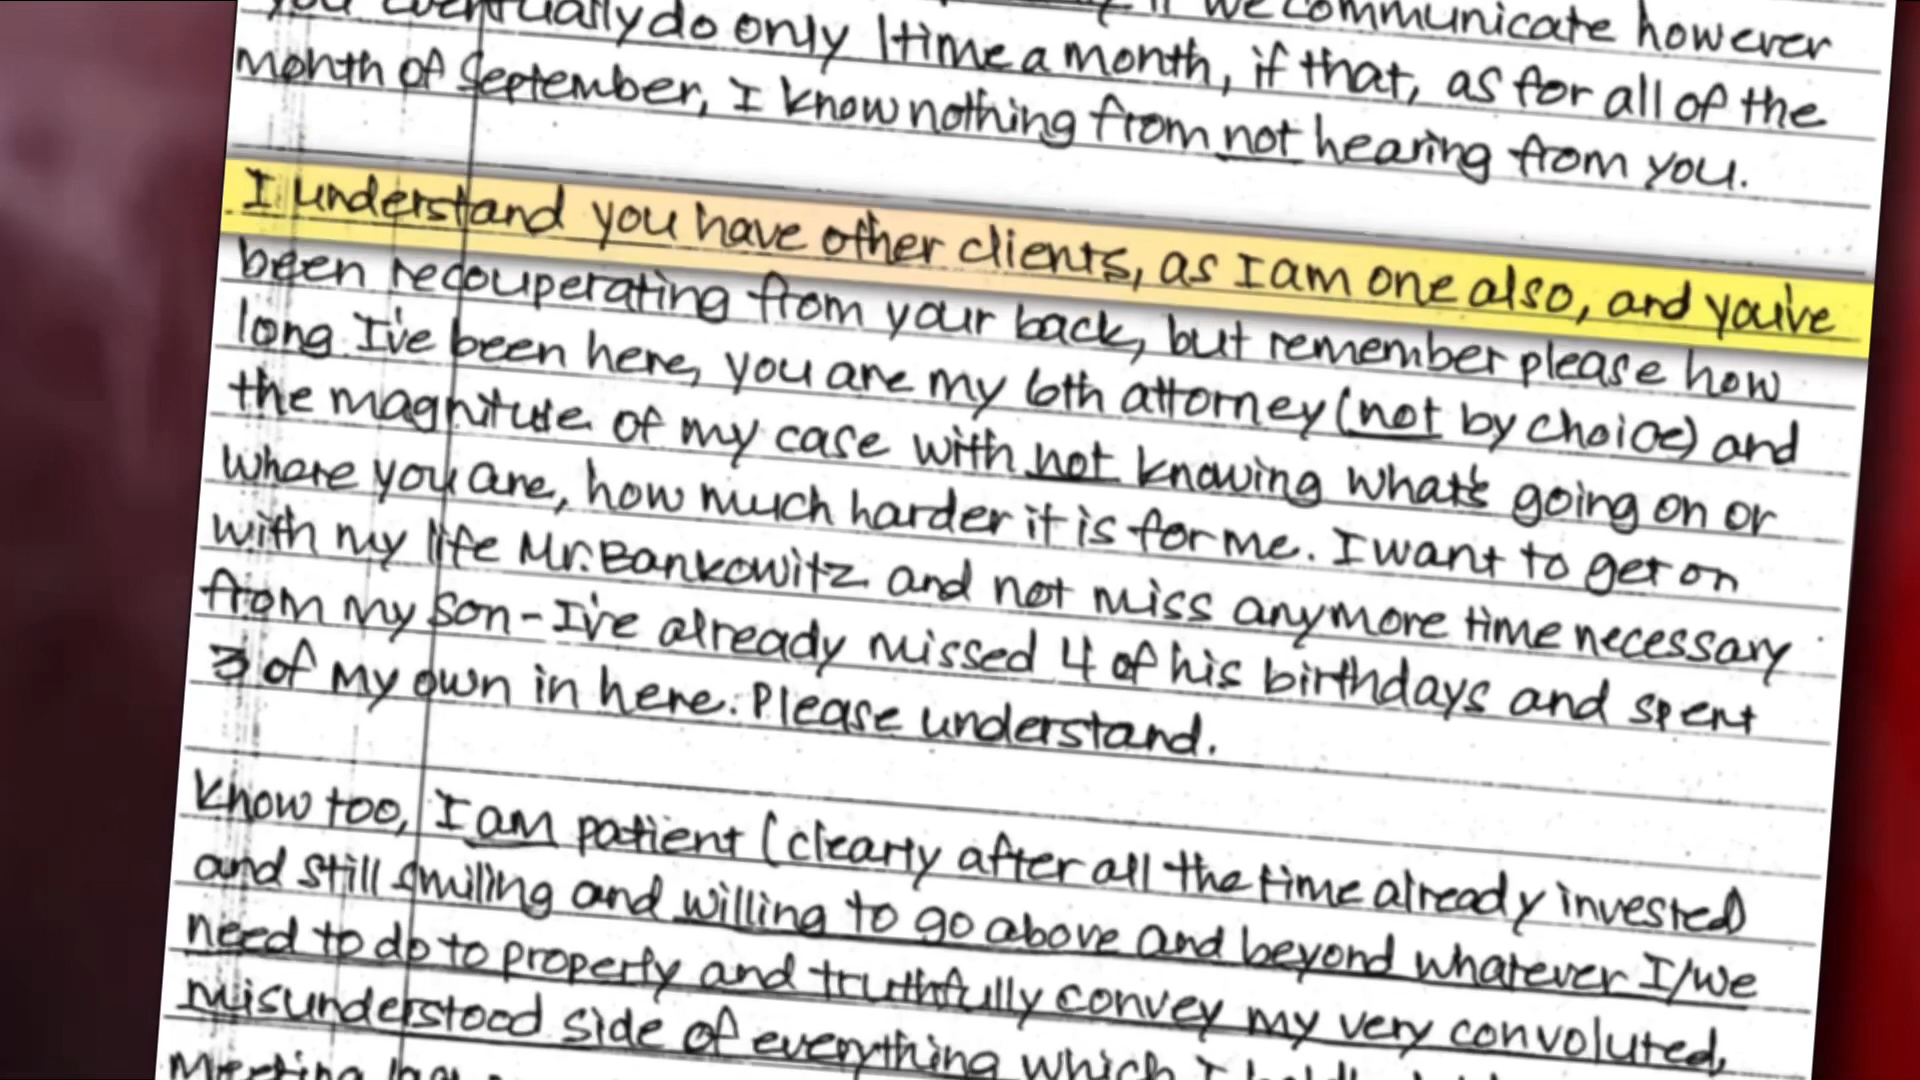 you eventually do only 1 time a month, if that, as for all of the
we communicate however
month of September, I know nothing from not hearing from you.
I understand you have other clients, as I am one also, and you've
been recouperating from your back, but remember please how
long I've been here, you are my 6th attorney (not by choice) and
the magnitude of my case with not knowing what's going on or
where you are, how much harder it is for me. I want to get on
with my life Mr. Bankowitz and not miss anymore time necessary
from my son - I've already missed 4 of his birthdays and spent
3 of my own in here. Please understand.
Know too, I am patient (clearly after all the time already invested)
and still smiling and willing to go above and beyond whatever I/we
need to do to properly and truthfully convey my very convoluted,
misunderstood side of everything which I